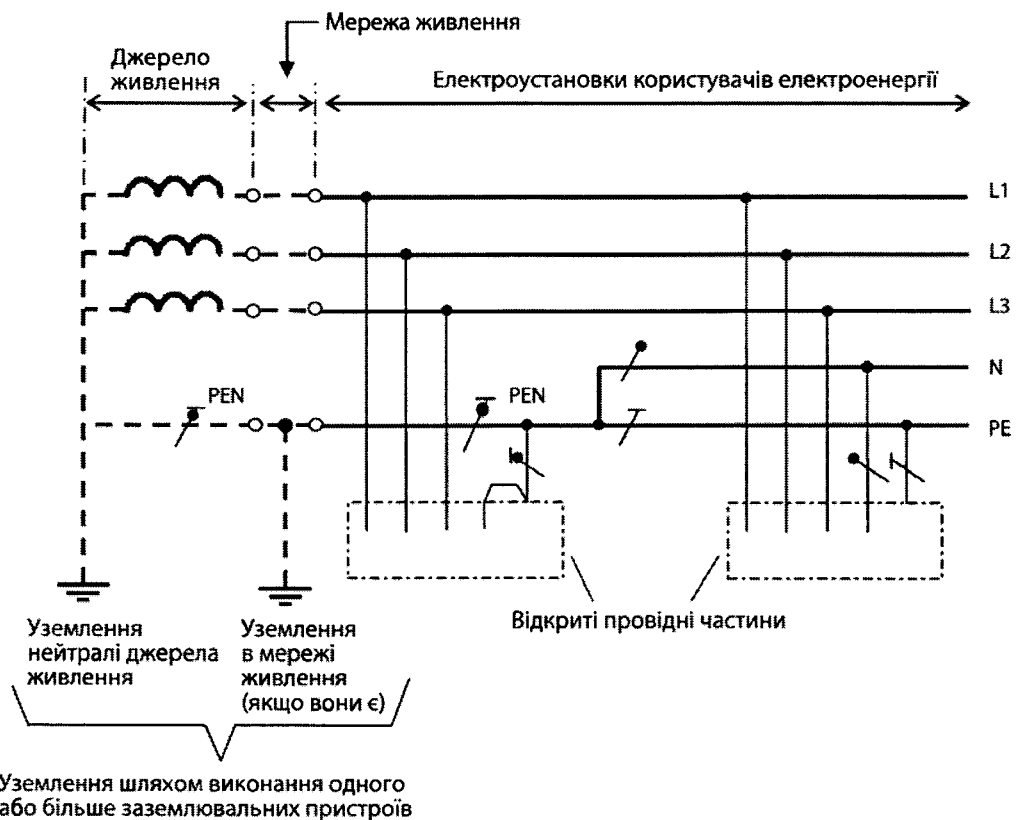 Мережа живлення
Джерело
живлення
Електроустановки користувачів електроенергії
L1
L2
L3
N
PEN
PEN
PE
Відкриті провідні частини
Уземлення
нейтралі джерела
живлення
Уземлення
в мережі
живлення
(якщо вони є)
Уземлення шляхом виконання одного
або більше заземлювальних пристроїв